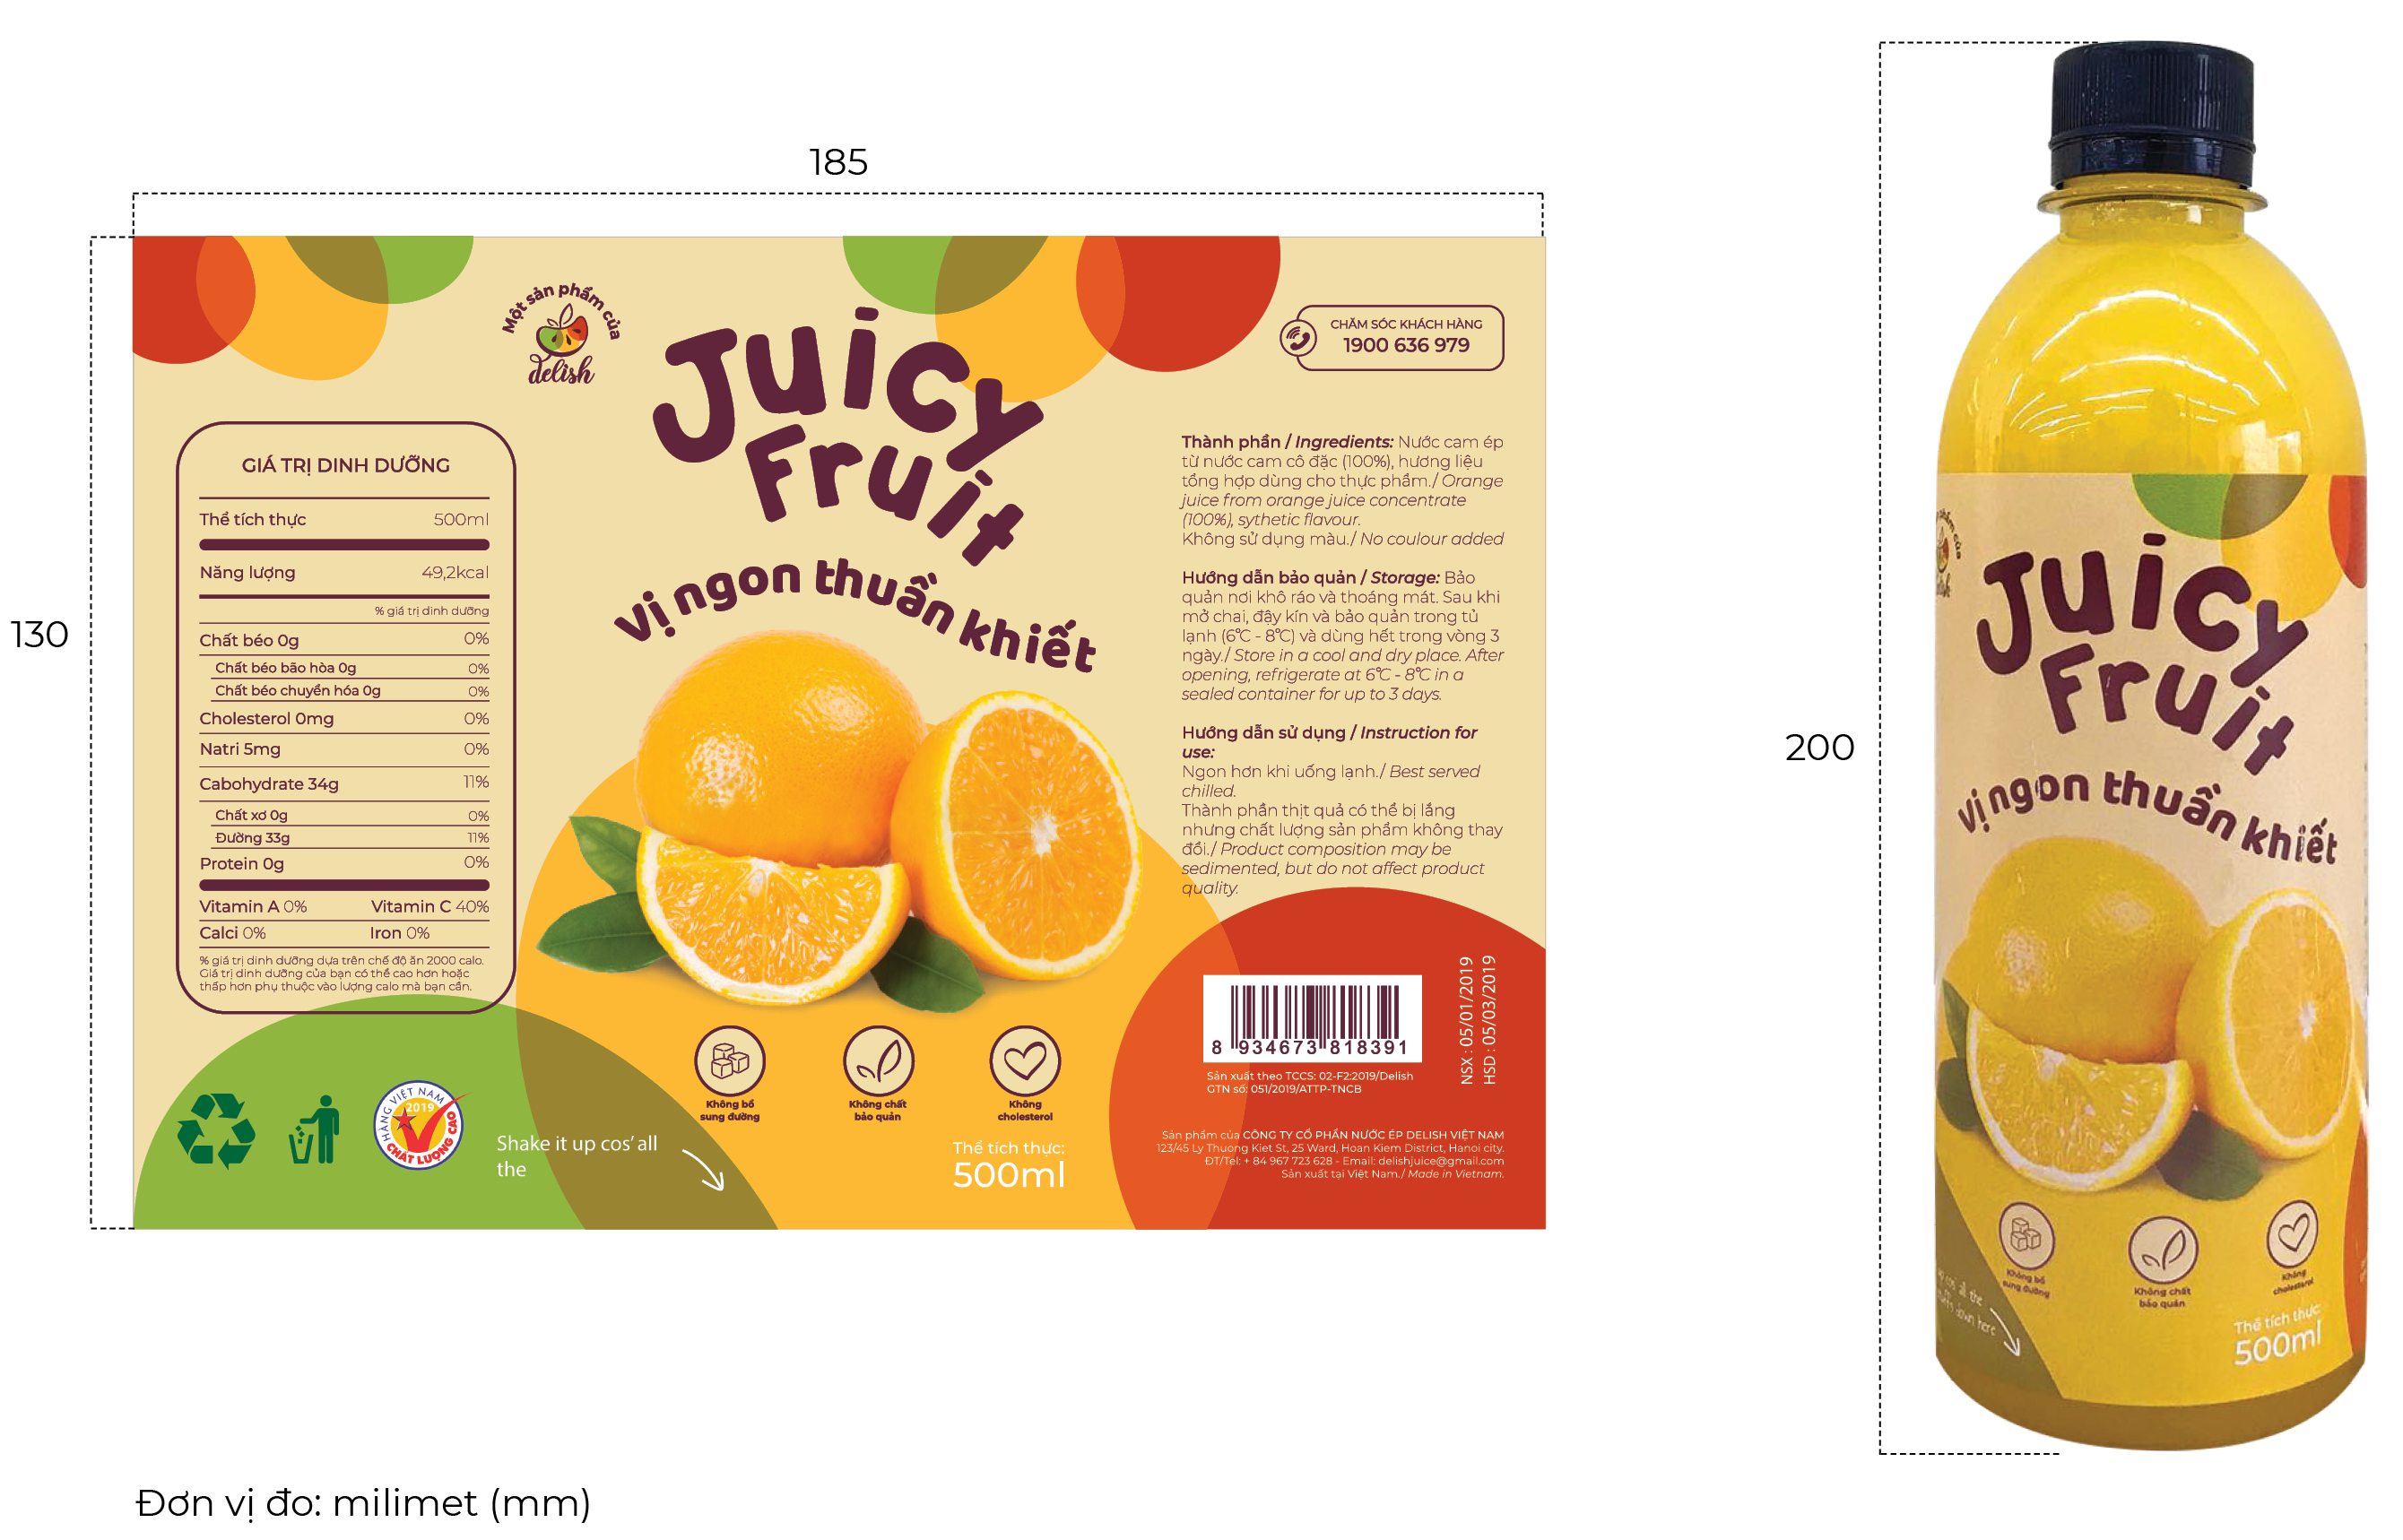 185
130
200
Một sản phẩm của
delish
Juicy
Fruit
Vị ngon thuần khiết
CHĂM SÓC KHÁCH HÀNG
1900 636 979
GIÁ TRỊ DINH DƯỠNG
Thể tích thực 500ml
Năng lượng 49,2kcal
% giá trị dinh dưỡng
Chất béo 0g 0%
Chất béo bão hòa 0g 0%
Chất béo chuyển hóa 0g 0%
Cholesterol 0mg 0%
Natri 5mg 0%
Cabohydrate 34g 11%
Chất xơ 0g 0%
Đường 33g 11%
Protein 0g 0%
Vitamin A 0% Vitamin C 40%
Calci 0% Iron 0%
% giá trị dinh dưỡng dựa trên chế độ ăn 2000 calo.
Giá trị dinh dưỡng của bạn có thể cao hơn hoặc
thấp hơn phụ thuộc vào lượng calo mà bạn cần.
HÀNG VIỆT NAM
2019
CHẤT LƯỢNG CAO
Shake it up cos' all
the
Không bổ
sung đường
Không chất
bảo quản
Không
cholesterol
Thể tích thực:
500ml
Thành phần / Ingredients: Nước cam ép
từ nước cam cô đặc (100%), hương liệu
tổng hợp dùng cho thực phẩm./ Orange
juice from orange juice concentrate
(100%), sythetic flavour.
Không sử dụng màu./ No coulour added
Hướng dẫn bảo quản / Storage: Bảo
quản nơi khô ráo và thoáng mát. Sau khi
mở chai, đậy kín và bảo quản trong tủ
lạnh (6°C - 8°C) và dùng hết trong vòng 3
ngày./ Store in a cool and dry place. After
opening, refrigerate at 6°C - 8°C in a
sealed container for up to 3 days.
Hướng dẫn sử dụng / Instruction for
use:
Ngon hơn khi uống lạnh./ Best served
chilled.
Thành phần thịt quả có thể bị lắng
nhưng chất lượng sản phẩm không thay
đổi./ Product composition may be
sedimented, but do not affect product
quality.
8 934673 818391
Sản xuất theo TCCS: 02-F2:2019/Delish
GTN số: 051/2019/ATTP-TNCB
NSX : 05/01/2019
HSD : 05/03/2019
Sản phẩm của CÔNG TY CỔ PHẦN NƯỚC ÉP DELISH VIỆT NAM
123/45 Ly Thuong Kiet St, 25 Ward, Hoan Kiem District, Hanoi city.
ĐT/Tel: + 84 967 723 628 - Email: delishjuice@gmail.com
Sản xuất tại Việt Nam./ Made in Vietnam.
Juicy
Fruit
Vị ngon thuần khiết
Không bổ
sung đường
Không chất
bảo quản
Không
cholesterol
cos' all the
down here
Thể tích thực:
500ml
Đơn vị đo: milimet (mm)